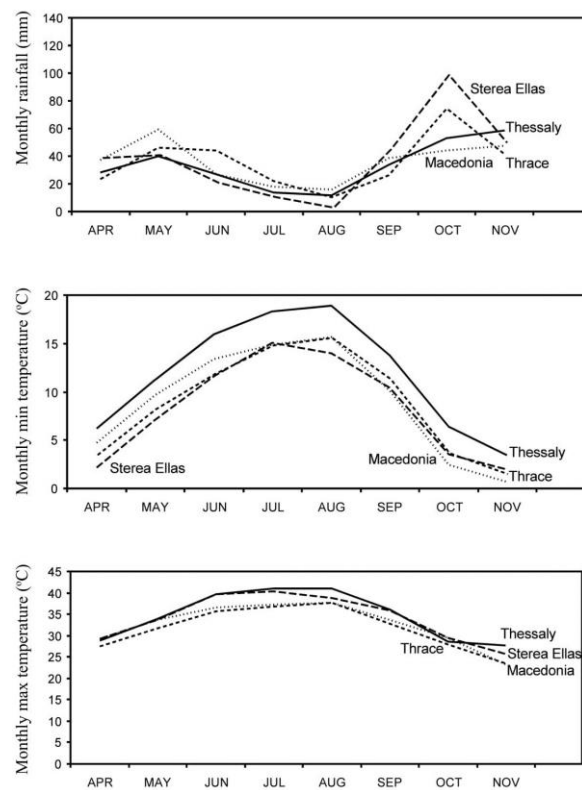 Monthly rainfall (mm)
140
120
100
80
60
40
20
0
Sterea Ellas
Thessaly
Macedonia
Thrace
APR MAY JUN JUL AUG SEP OCT NOV
Monthly min temperature (ºC)
20
15
10
5
0
Sterea Ellas
Macedonia
Thessaly
Thrace
APR MAY JUN JUL AUG SEP OCT NOV
Monthly max temperature (ºC)
45
40
35
30
25
20
15
10
5
0
Thrace
Thessaly
Sterea Ellas
Macedonia
APR MAY JUN JUL AUG SEP OCT NOV